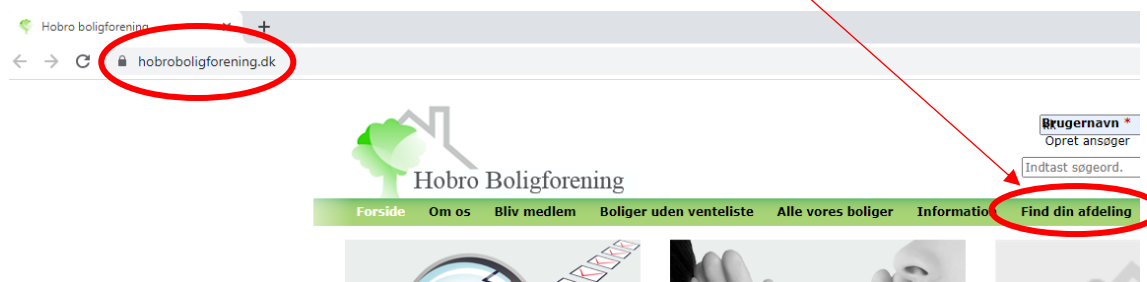 Hobro boligforening
hobroboligforening.dk
Brugernavn *
Opret ansøger
Indtast søgeord.
Hobro Boligforening
Forside Om os Bliv medlem Boliger uden venteliste Alle vores boliger Information Find din afdeling